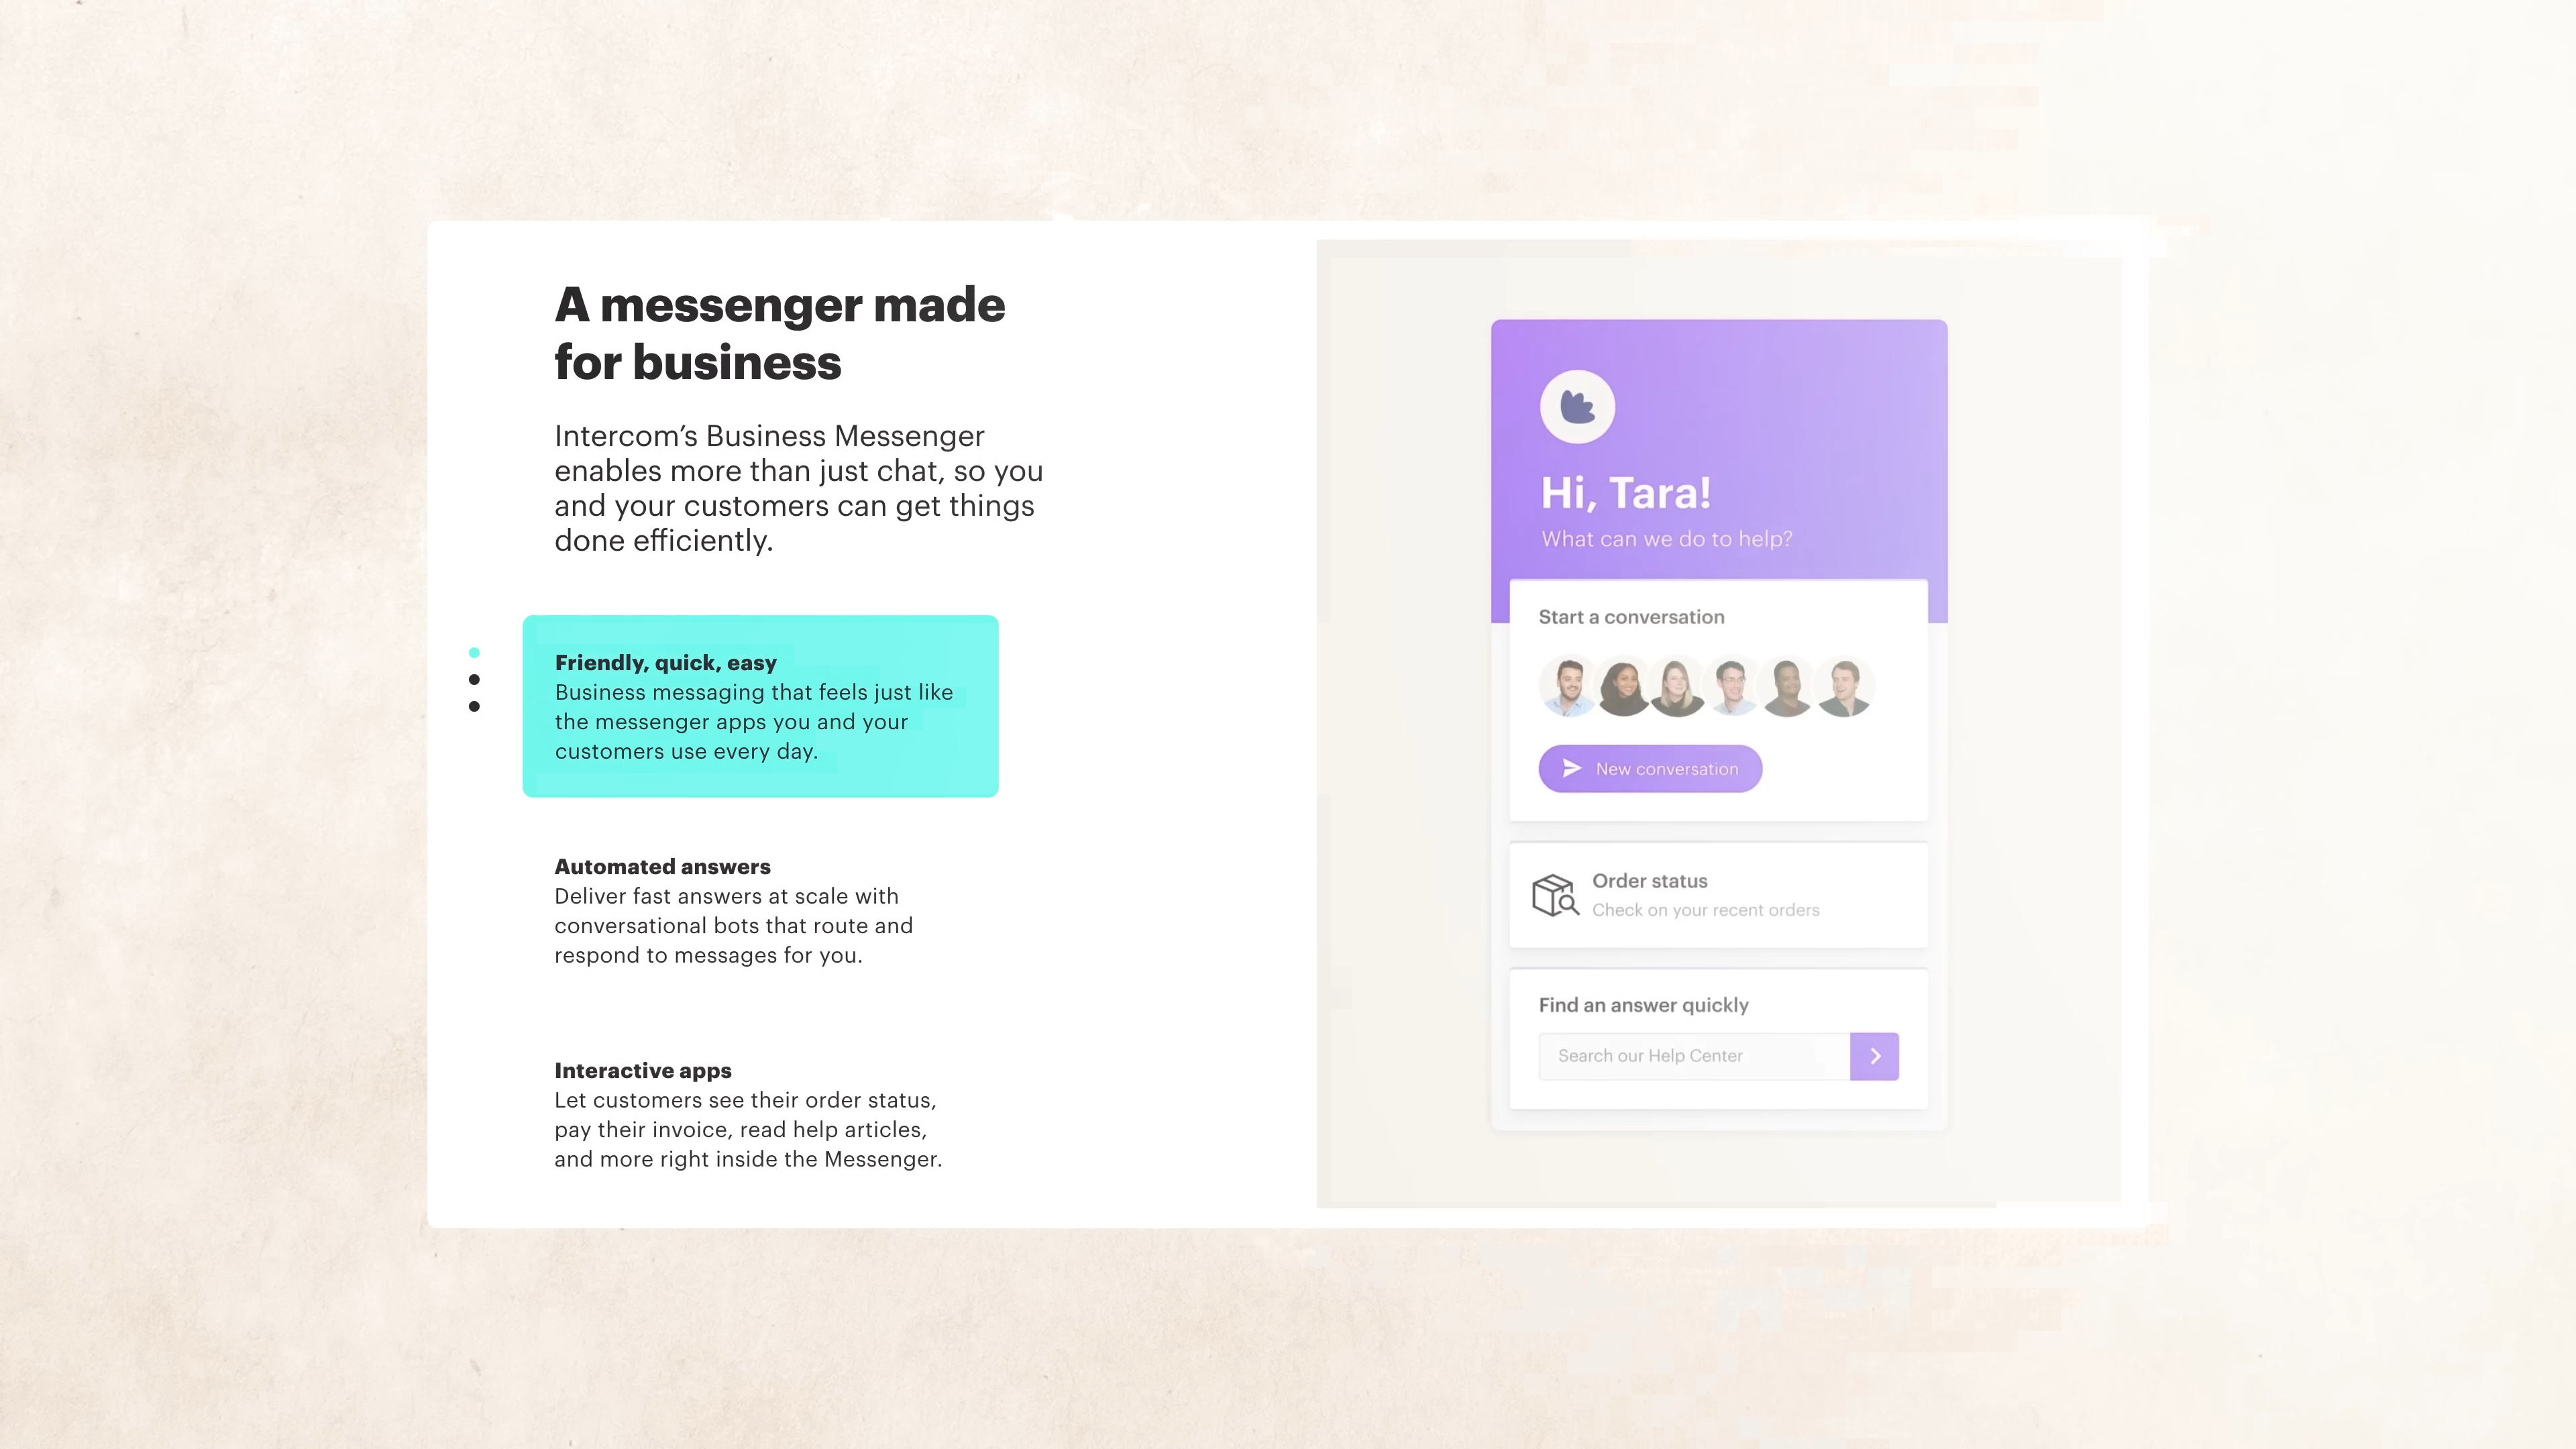 A messenger made
for business
Intercom’s Business Messenger
enables more than just chat, so you
and your customers can get things
done efficiently.
Friendly, quick, easy
Business messaging that feels just like
the messenger apps you and your
customers use every day.
Automated answers
Deliver fast answers at scale with
conversational bots that route and
respond to messages for you.
Interactive apps
Let customers see their order status,
pay their invoice, read help articles,
and more right inside the Messenger.
Hi, Tara!
What can we do to help?
Start a conversation
New conversation
Order status
Check on your recent orders
Find an answer quickly
Search our Help Center